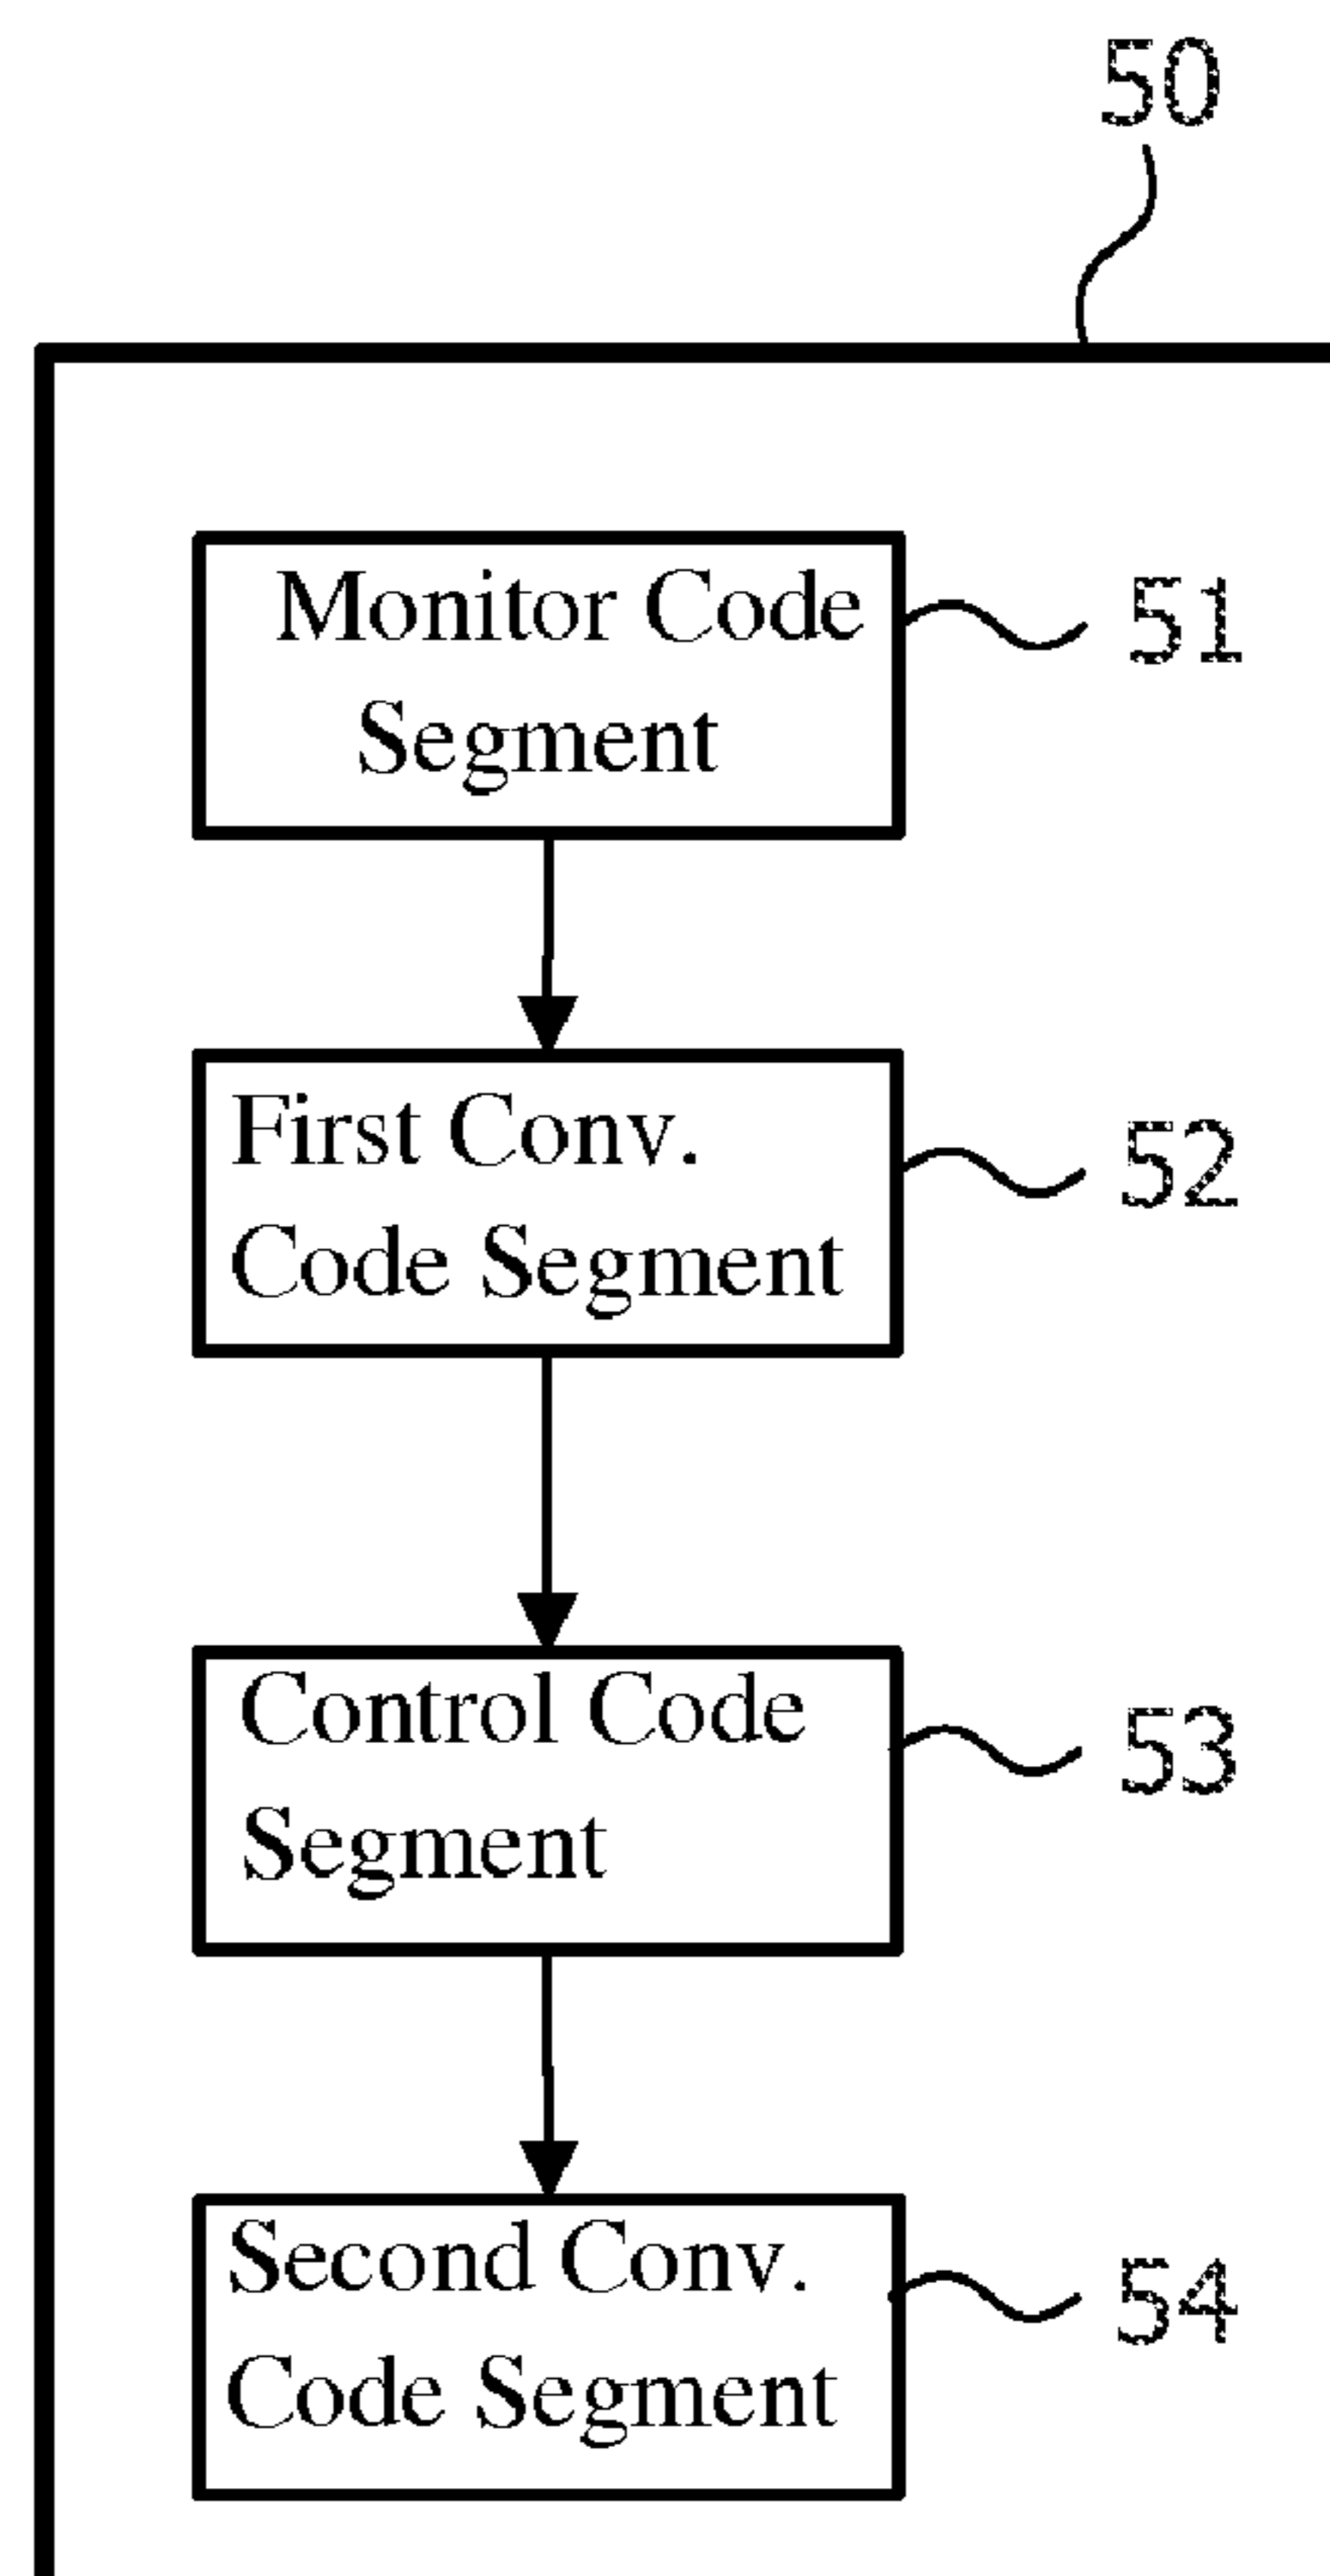 50
Monitor Code
Segment
51
First Conv.
Code Segment
52
Control Code
Segment
53
Second Conv.
Code Segment
54